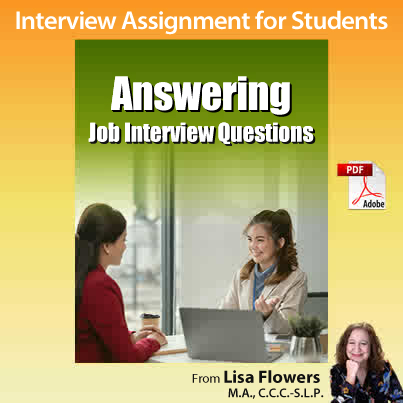 Interview Assignment for Students
Answering
Job Interview Questions
PDF
Adobe
From Lisa Flowers
M.A., C.C.C.-S.L.P.